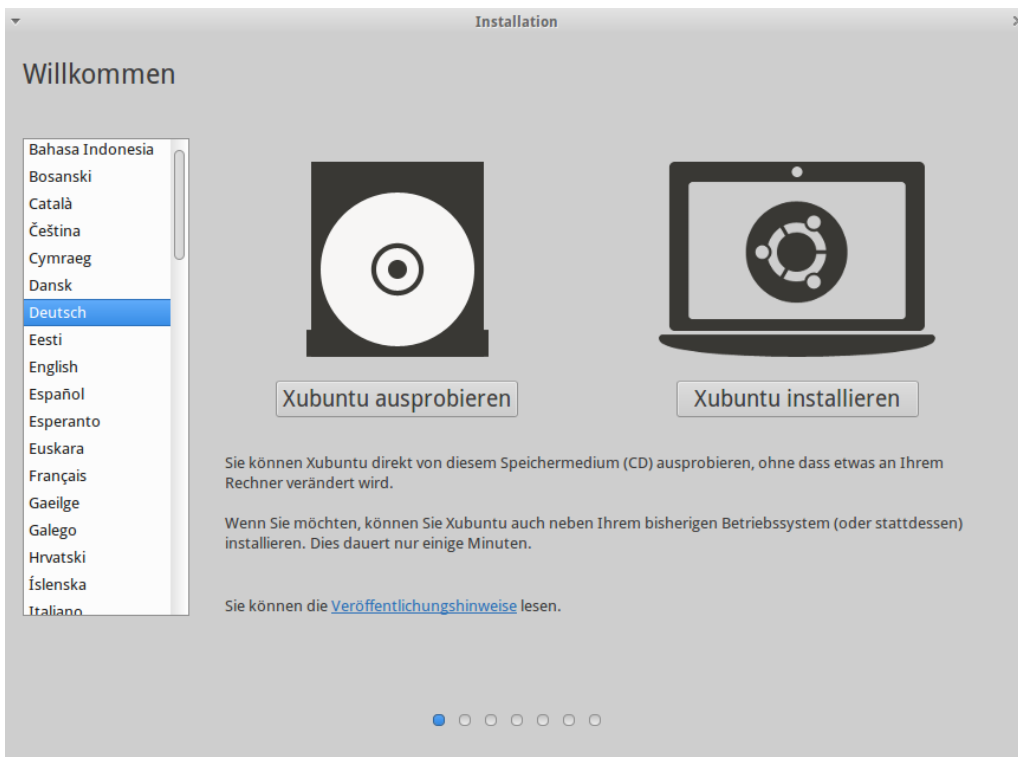 Installation
Willkommen
Bahasa Indonesia
Bosanski
Català
Čeština
Cymraeg
Dansk
Deutsch
Eesti
English
Español
Esperanto
Euskara
Français
Gaeilge
Galego
Hrvatski
Íslenska
Italiano
Xubuntu ausprobieren
Xubuntu installieren
Sie können Xubuntu direkt von diesem Speichermedium (CD) ausprobieren, ohne dass etwas an Ihrem
Rechner verändert wird.
Wenn Sie möchten, können Sie Xubuntu auch neben Ihrem bisherigen Betriebssystem (oder stattdessen)
installieren. Dies dauert nur einige Minuten.
Sie können die Veröffentlichungshinweise lesen.